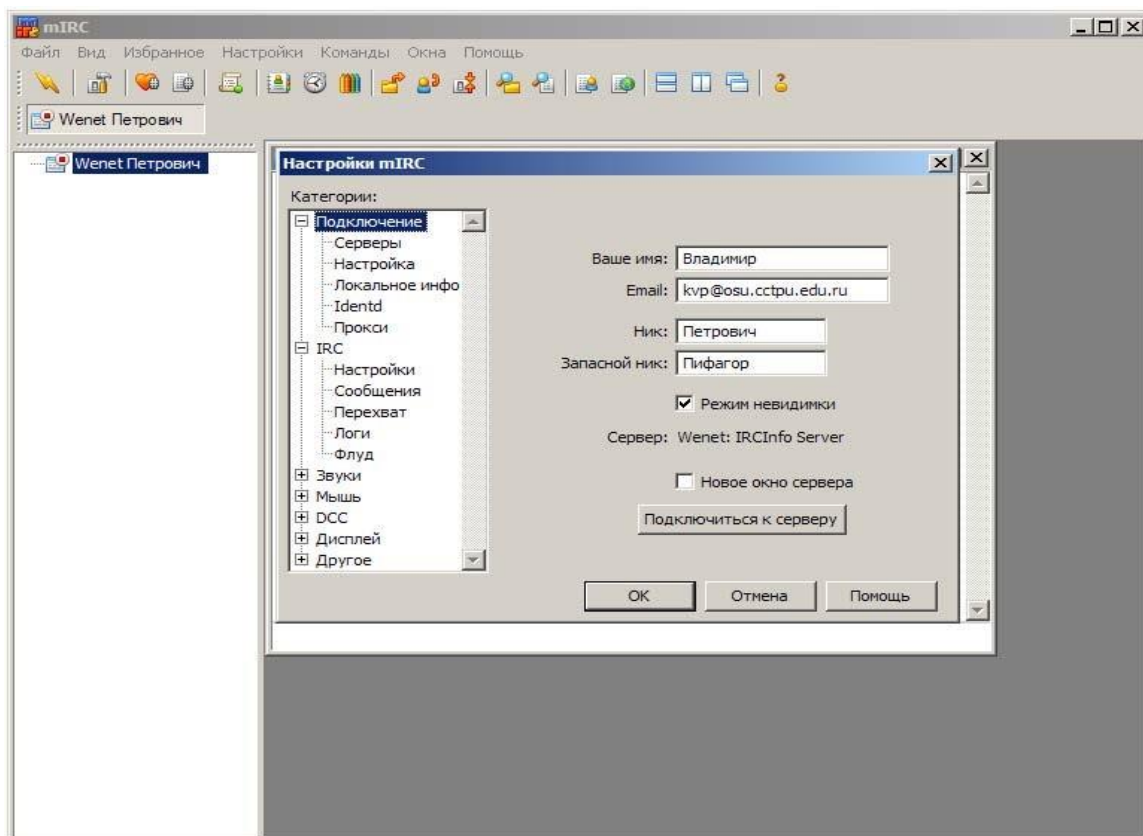 mIRC
Файл Вид Избранное Настройки Команды Окна Помощь
Wenet Петрович
Wenet Петрович
Настройки mIRC
Категории:
Подключение
Серверы
Настройка
Локальное инфо
Identd
Прокси
IRC
Настройки
Сообщения
Перехват
Логи
Флуд
Звуки
Мышь
DCC
Дисплей
Другое
Ваше имя: Владимир
Email: kvp@osu.cctpu.edu.ru
Ник: Петрович
Запасной ник: Пифагор
Режим невидимки
Сервер: Wenet: IRCInfo Server
Новое окно сервера
Подключиться к серверу
ОК Отмена Помощь